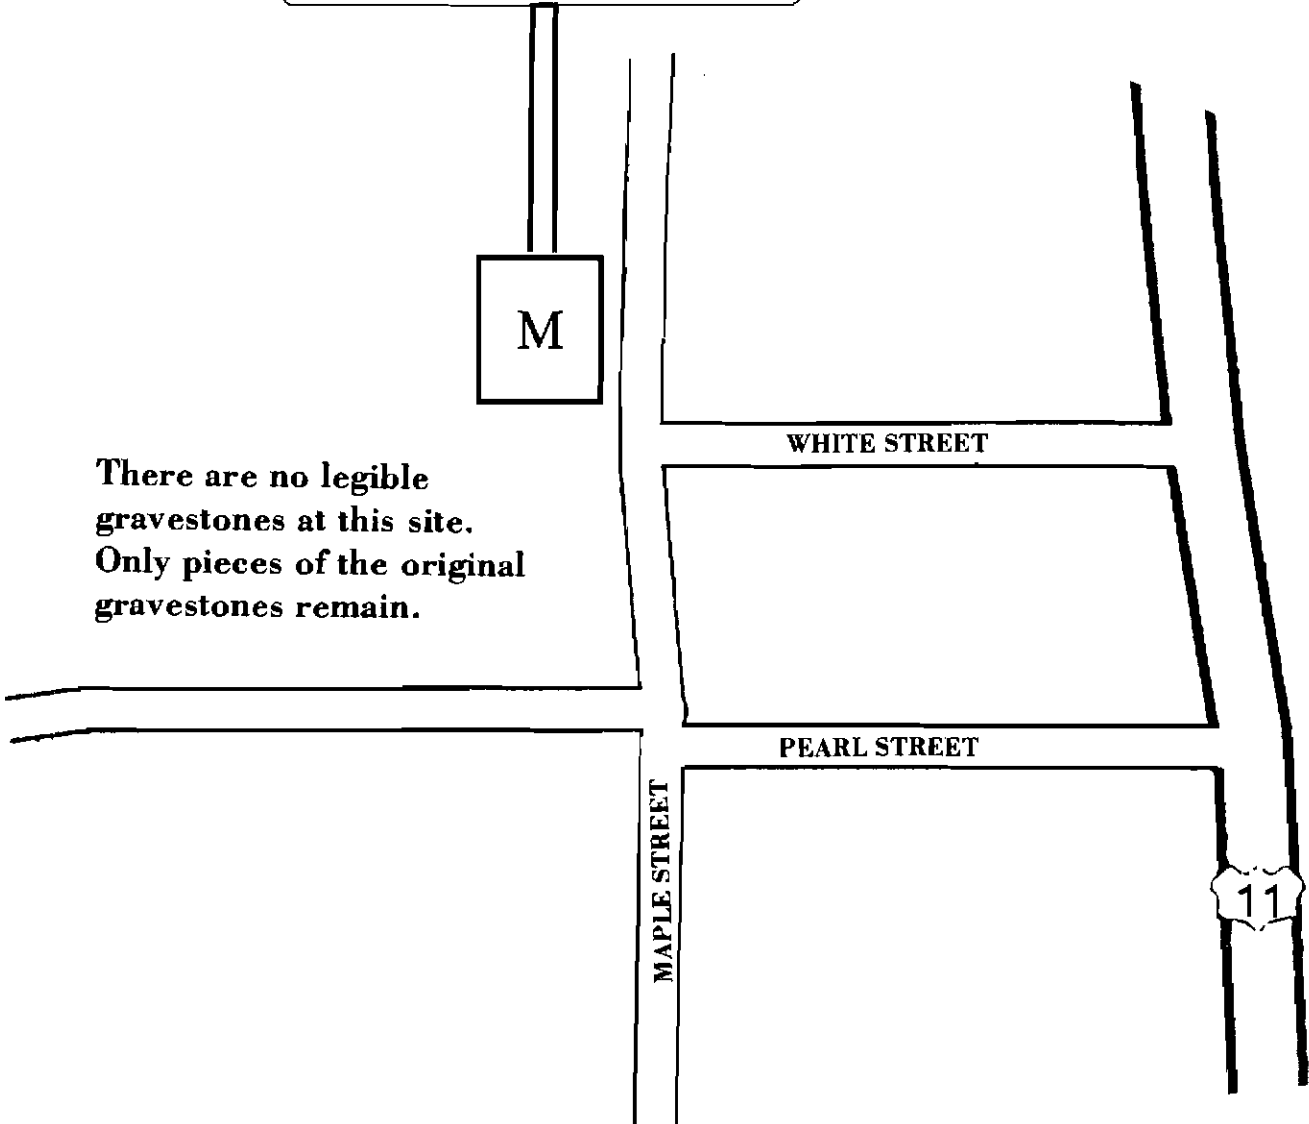 M
WHITE STREET
There are no legible
gravestones at this site.
Only pieces of the original
gravestones remain.
PEARL STREET
MAPLE STREET
11